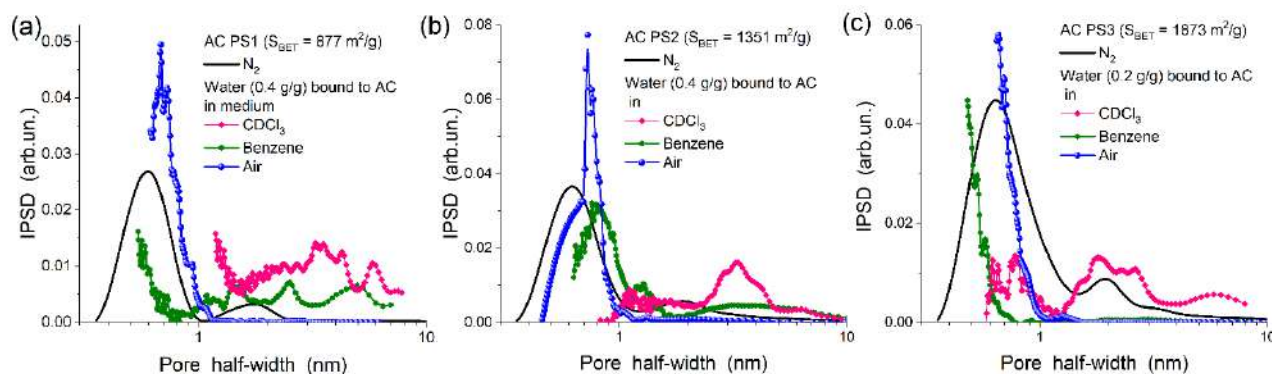 (a)
AC PS1 (S_BET = 877 m²/g)
N₂
Water (0.4 g/g) bound to AC
in medium
CDCl₃
Benzene
Air
IPSD (arb.un.)
0.05
0.04
0.03
0.02
0.01
0.00
1
10
Pore half-width (nm)
(b)
AC PS2 (S_BET = 1351 m²/g)
N₂
Water (0.4 g/g) bound to AC
in
CDCl₃
Benzene
Air
IPSD (arb.un.)
0.08
0.06
0.04
0.02
0.00
1
10
Pore half-width (nm)
(c)
AC PS3 (S_BET = 1873 m²/g)
N₂
Water (0.2 g/g) bound to AC
in
CDCl₃
Benzene
Air
IPSD (arb.un.)
0.06
0.04
0.02
0.00
1
10
Pore half-width (nm)